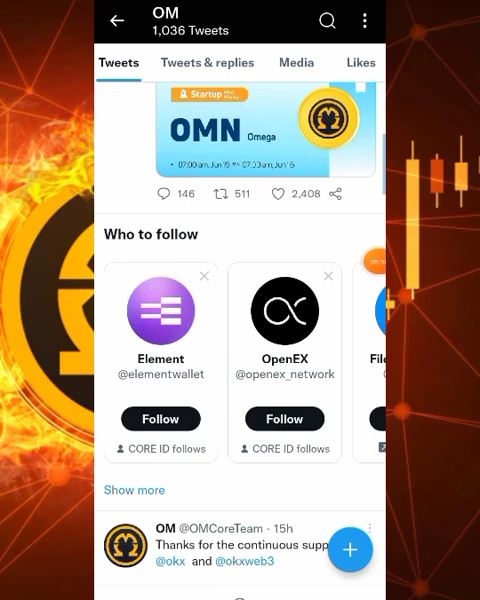 OM
1,036 Tweets
Tweets
Tweets & replies
Media
Likes
Startup
OMN Omega
146
511
2,408
Who to follow
Element
@elementwallet
Follow
CORE ID follows
OpenEX
@openex_network
Follow
CORE ID follows
Show more
OM @OMCoreTeam · 15h
Thanks for the continuous supp
@okx and @okxweb3